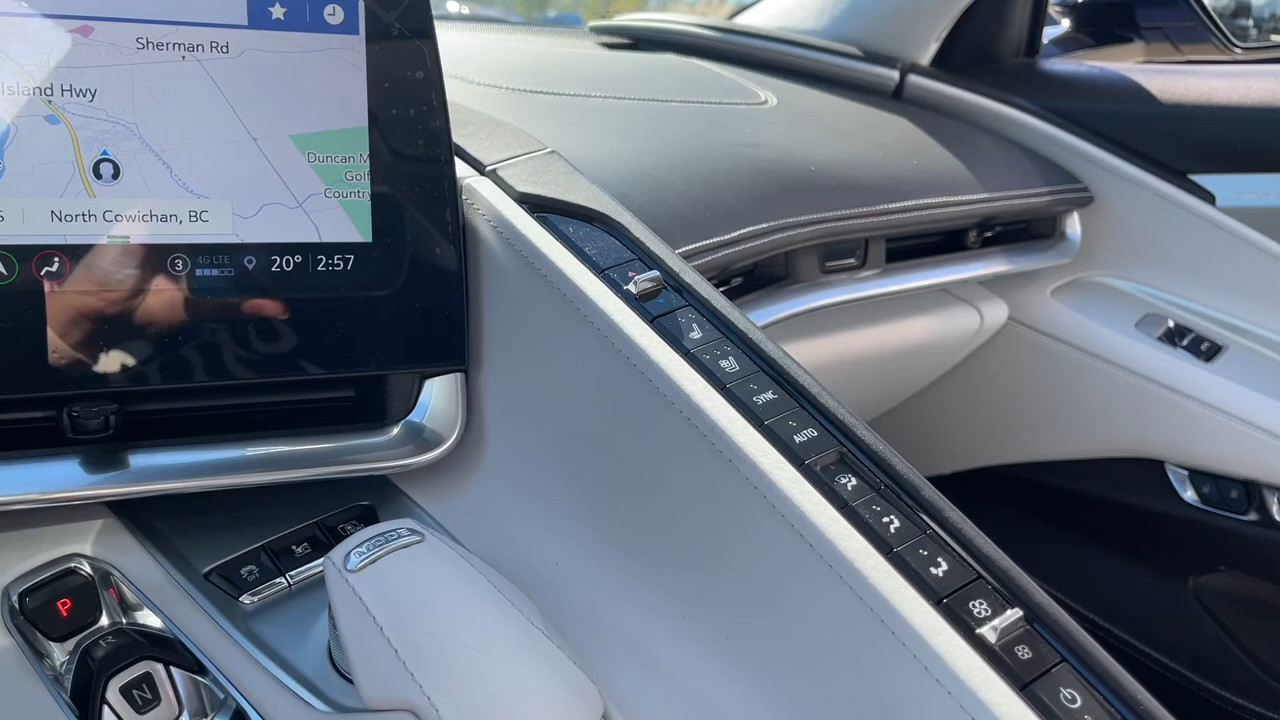 Sherman Rd
Island Hwy
Duncan M
Golf
Country
North Cowichan, BC
3
4G LTE
20° 2:57
SYNC
AUTO
MODE
OFF
P
R
N